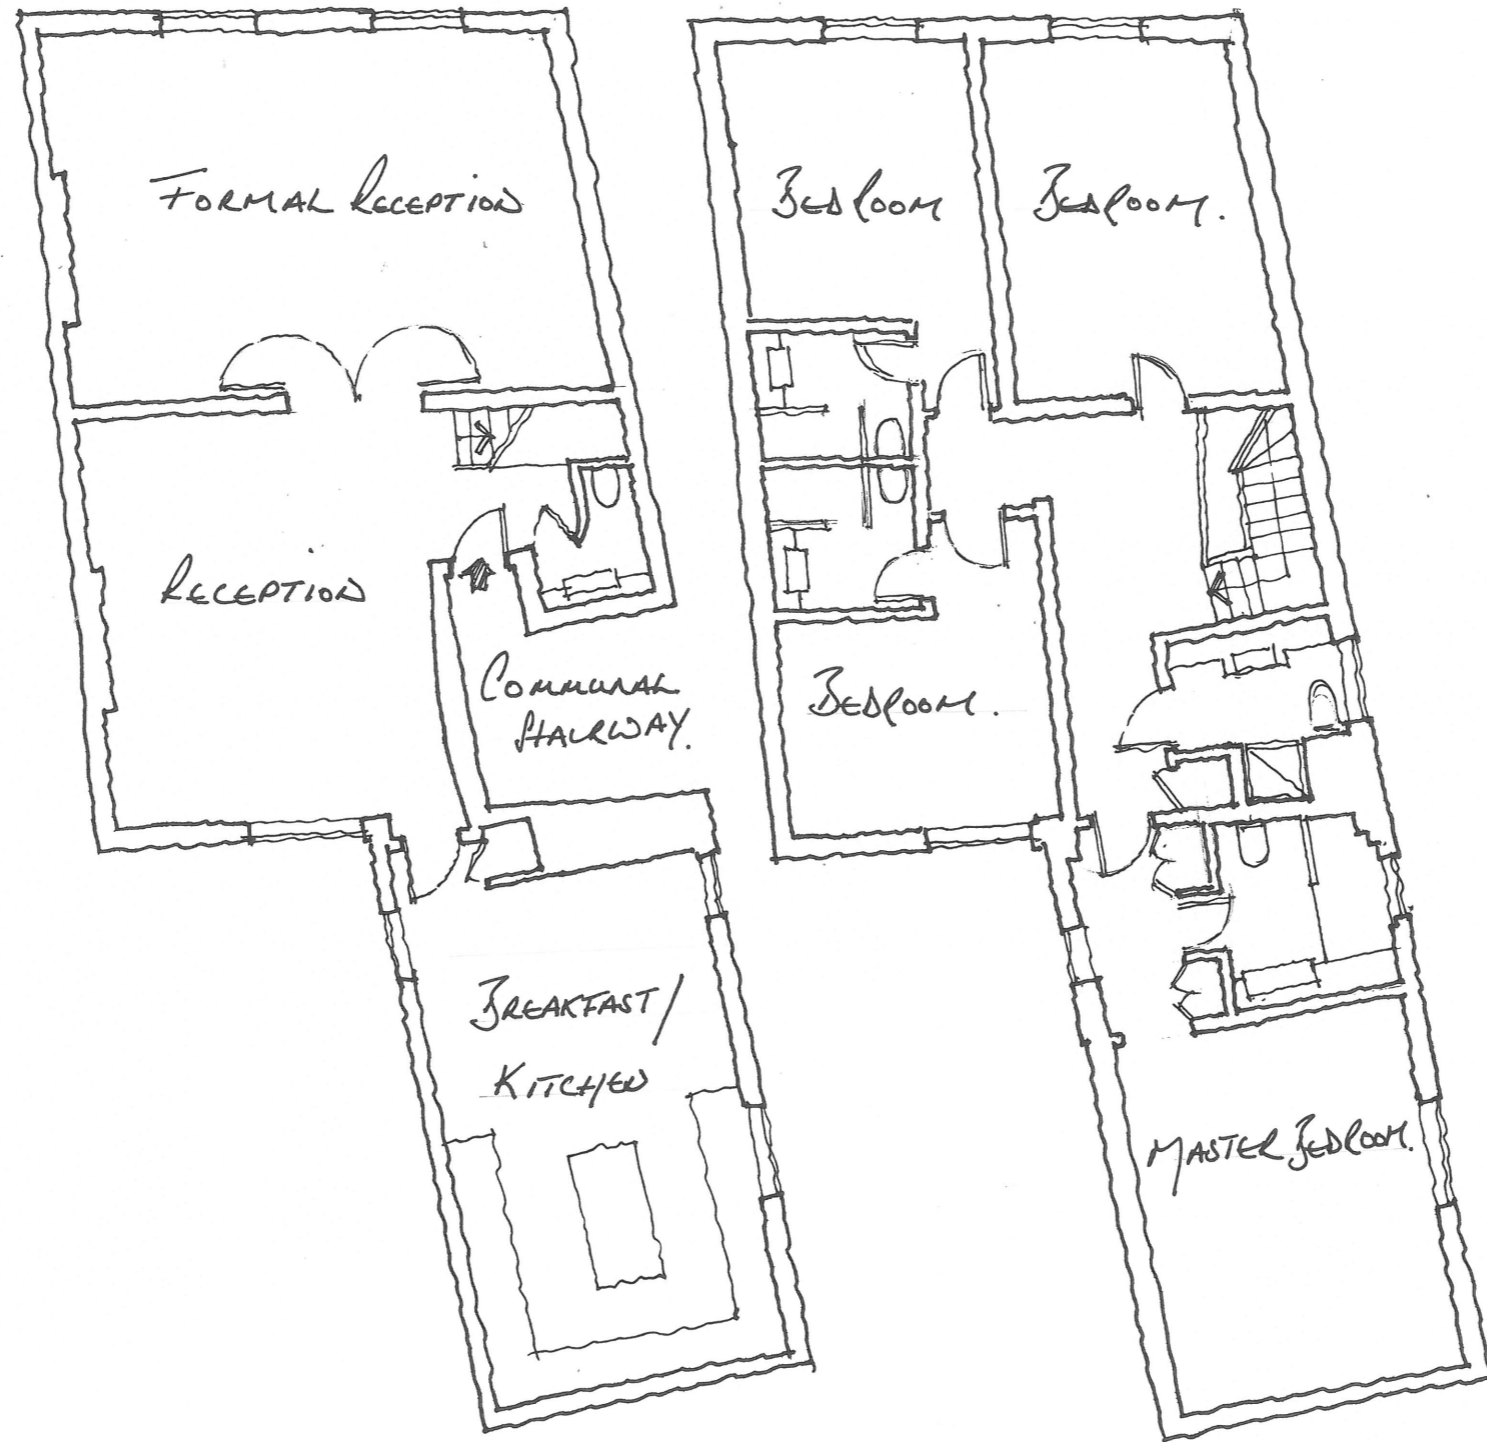 FORMAL RECEPTION
BEDROOM
BEDROOM.
RECEPTION
COMMUNAL
STAIRWAY.
BEDROOM.
BREAKFAST/
KITCHEN
MASTER BEDROOM.